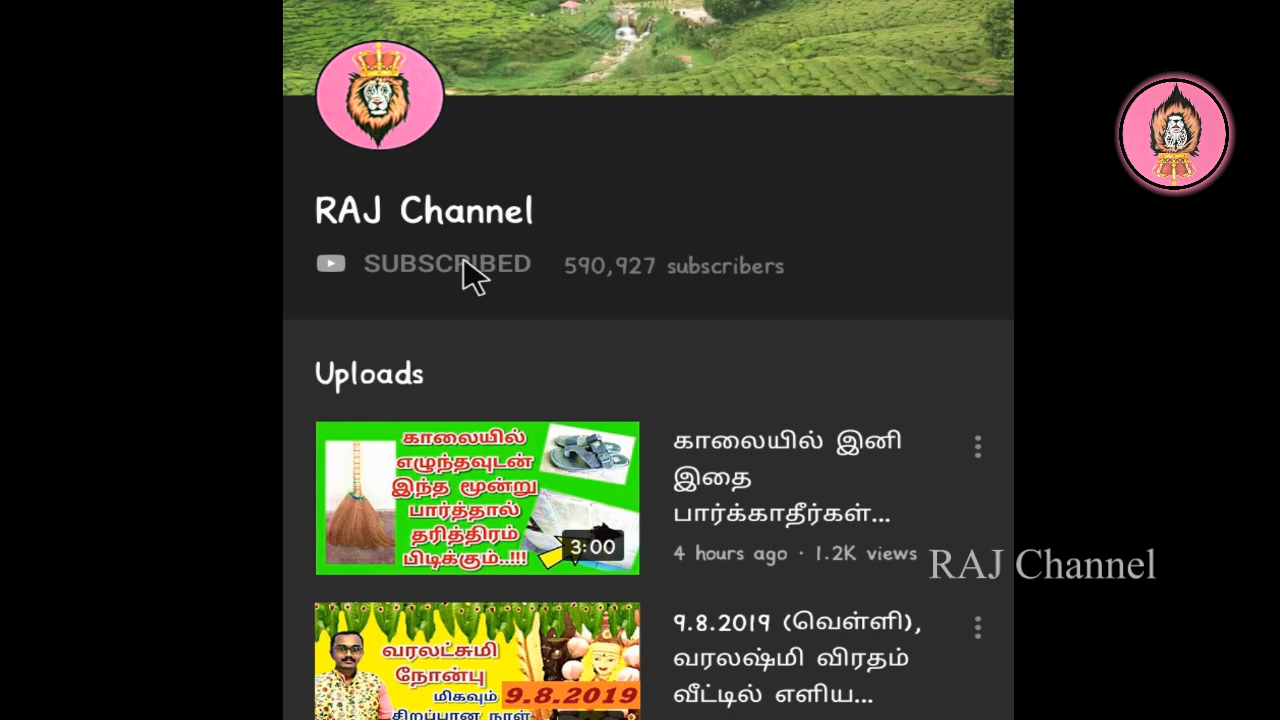 RAJ Channel
SUBSCRIBED 590,927 subscribers
Uploads
காலையில்
எழுந்தவுடன்
இந்த மூன்று
பார்த்தால்
தரித்திரம்
பிடிக்கும்..!!!
3:00
காலையில் இனி
இதை
பார்க்காதீர்கள்...
4 hours ago · 1.2K views
RAJ Channel
வரலட்சுமி
நோன்பு
மிகவும் 9.8.2019
சிறப்பான நாள்
9.8.2019 (வெள்ளி),
வரலஷ்மி விரதம்
வீட்டில் எளிய...